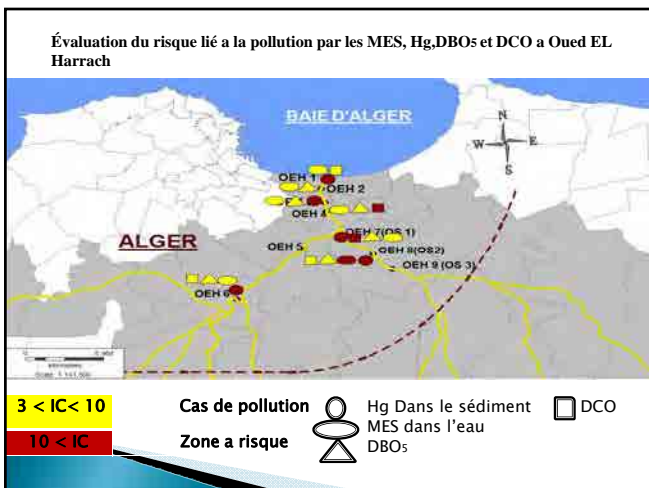 Évaluation du risque lié a la pollution par les MES, Hg,DBO5 et DCO a Oued EL
Harrach
BAIE D'ALGER
N
W E
S
OEH 1
OEH 2
OEH 4
ALGER
OEH 7(OS 1)
OEH 5
OEH 8(OS2)
OEH 9 (OS 3)
OEH 6
3 < IC< 10
Cas de pollution
Hg Dans le sédiment
DCO
MES dans l'eau
10 < IC
Zone a risque
DBO5